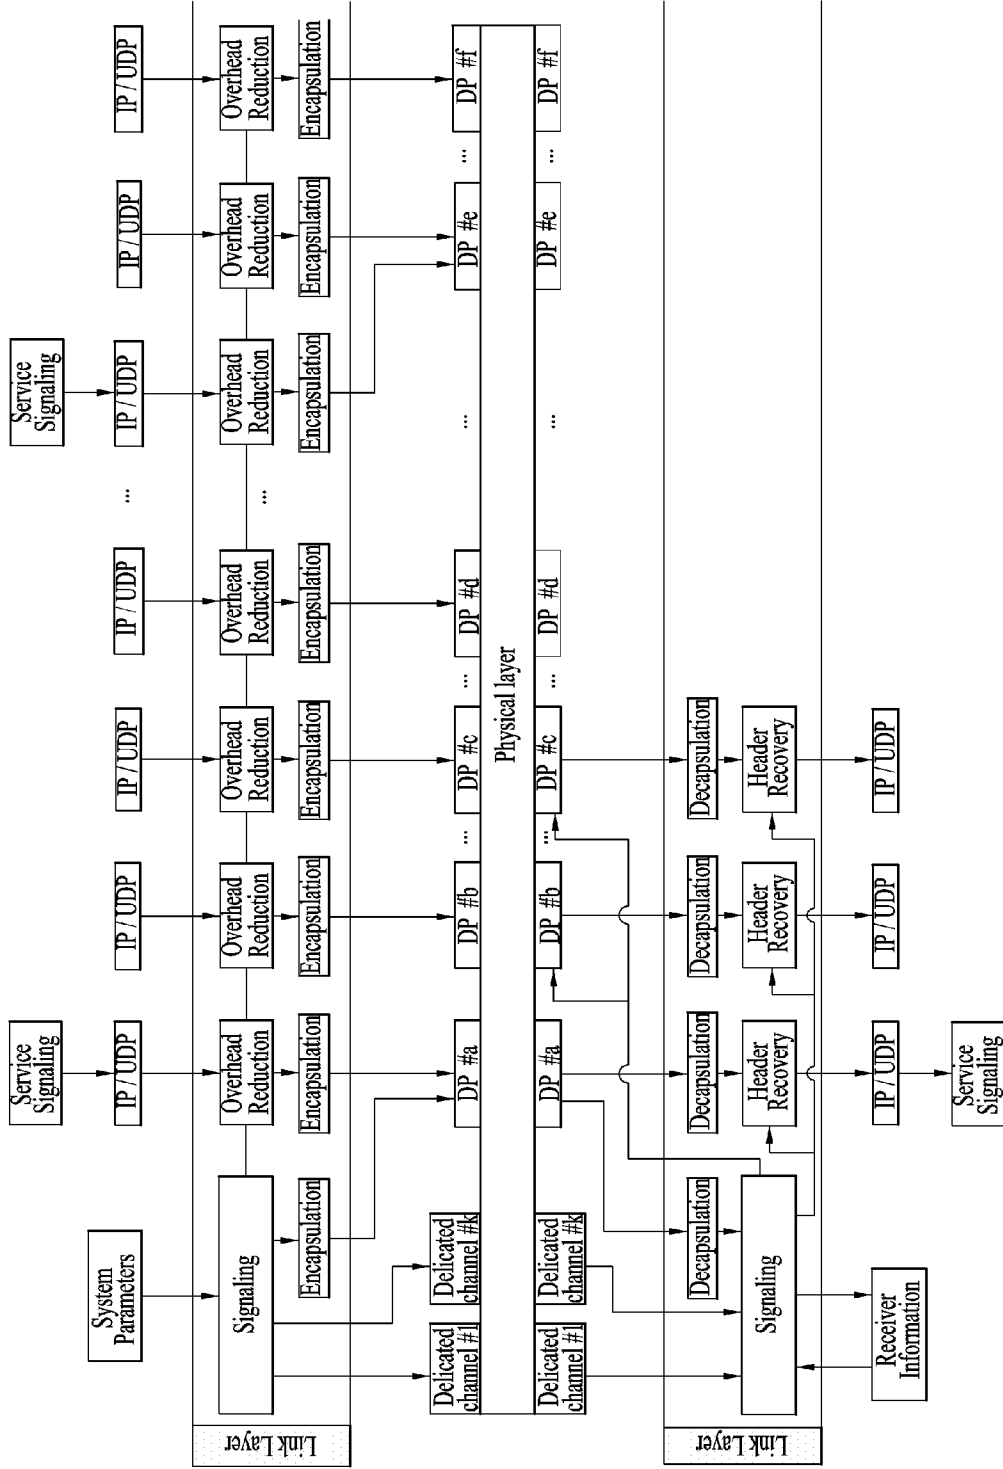 Service
Signaling
Service
Signaling
System
Parameters
IP / UDP
IP / UDP
IP / UDP
IP / UDP
...
IP / UDP
IP / UDP
IP / UDP
Link Layer
Signaling
Overhead
Reduction
Overhead
Reduction
Overhead
Reduction
Overhead
Reduction
...
Overhead
Reduction
Overhead
Reduction
Overhead
Reduction
Encapsulation
Encapsulation
Encapsulation
Encapsulation
Encapsulation
Encapsulation
Encapsulation
Encapsulation
Delicated
channel #1
Delicated
channel #k
DP #a
DP #b
...
DP #c
...
DP #d
...
DP #e
...
DP #f
Physical layer
Delicated
channel #1
Delicated
channel #k
DP #a
DP #b
...
DP #c
...
DP #d
...
DP #e
...
DP #f
Link Layer
Decapsulation
Decapsulation
Decapsulation
Decapsulation
Signaling
Header
Recovery
Header
Recovery
Header
Recovery
Receiver
Information
IP / UDP
IP / UDP
IP / UDP
Service
Signaling